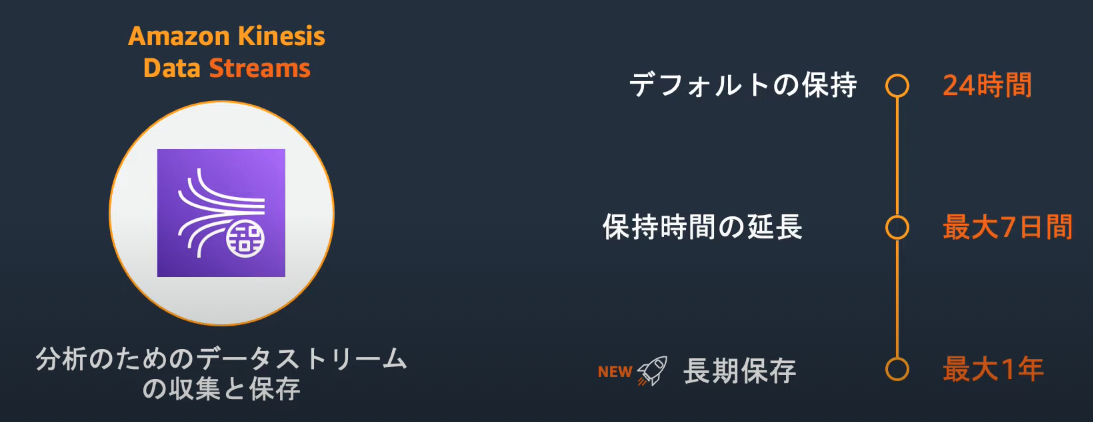 Amazon Kinesis
Data Streams
分析のためのデータストリーム
の収集と保存
デフォルトの保持
24時間
保持時間の延長
最大7日間
NEW 長期保存
最大1年